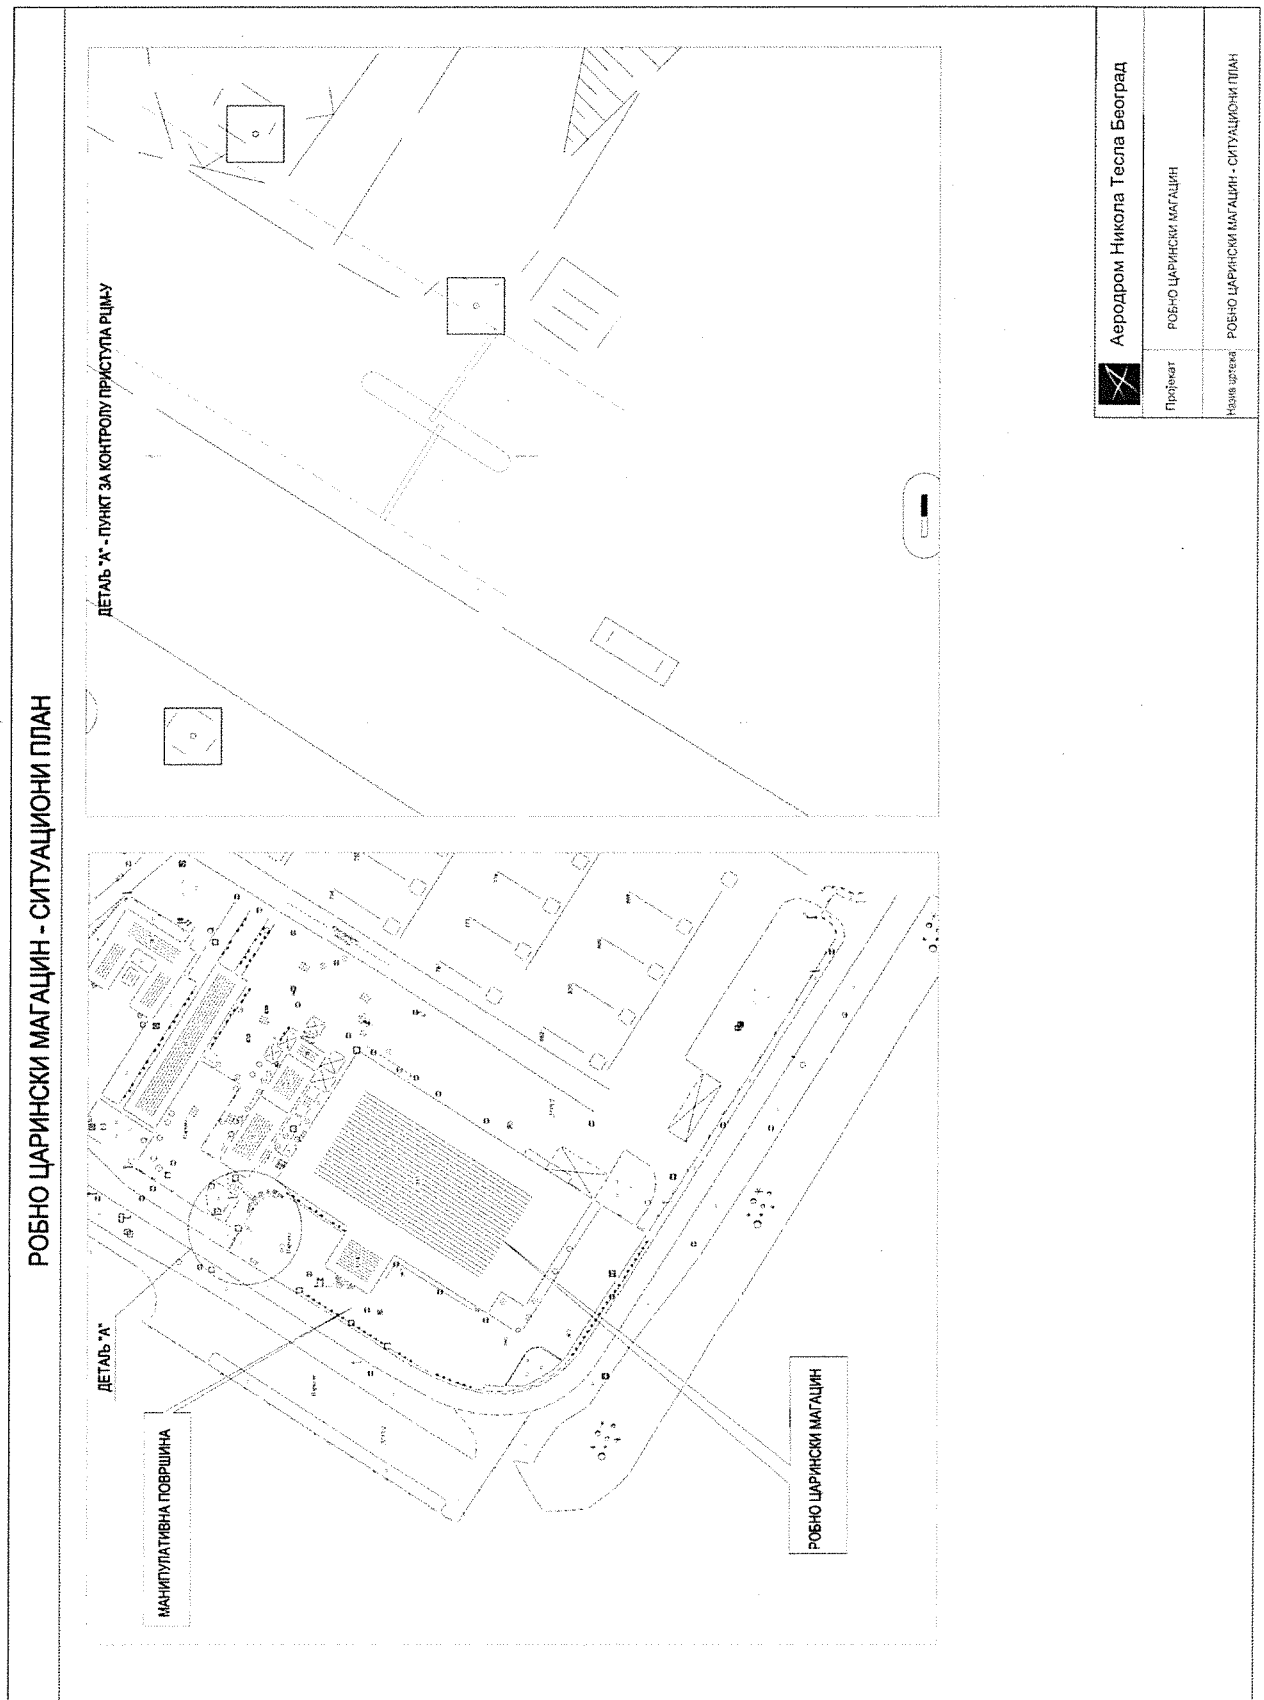 РОБНО ЦАРИНСКИ МАГАЦИН - СИТУАЦИОНИ ПЛАН
ДЕТАЉ "А"
МАНИПУЛАТИВНА ПОВРШИНА
РОБНО ЦАРИНСКИ МАГАЦИН
ДЕТАЉ "А" - ПУНКТ ЗА КОНТРОЛУ ПРИСТУПА РЦМ-У
Аеродром Никола Тесла Београд
Пројекат РОБНО ЦАРИНСКИ МАГАЦИН
Назив цртежа РОБНО ЦАРИНСКИ МАГАЦИН - СИТУАЦИОНИ ПЛАН